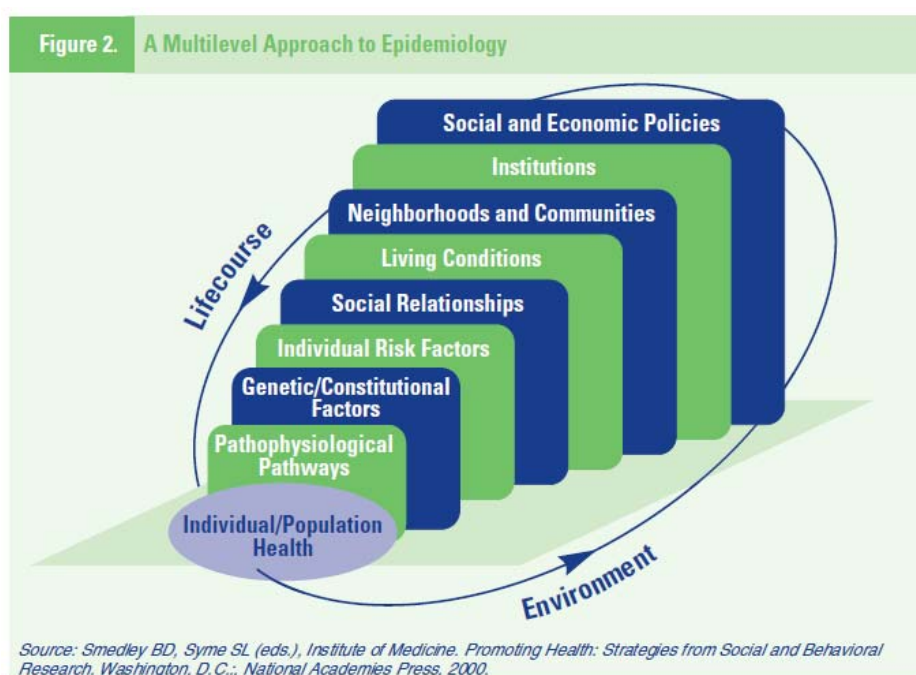 Figure 2.
A Multilevel Approach to Epidemiology
Social and Economic Policies
Institutions
Neighborhoods and Communities
Living Conditions
Social Relationships
Individual Risk Factors
Genetic/Constitutional
Factors
Pathophysiological
Pathways
Individual/Population
Health
Lifecourse
Environment
Source: Smedley BD, Syme SL (eds.), Institute of Medicine. Promoting Health: Strategies from Social and Behavioral
Research. Washington, D.C.:. National Academies Press, 2000.